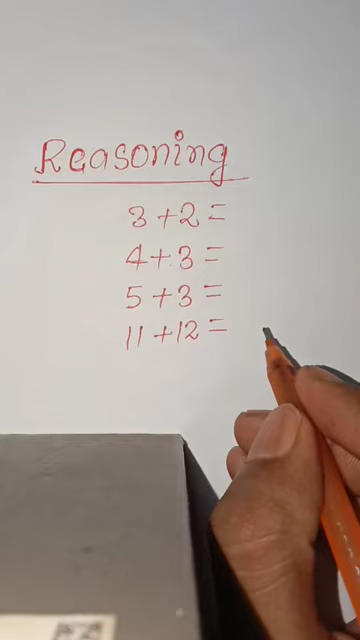 Reasoning
3+2=
4+3=
5+3=
11+12=